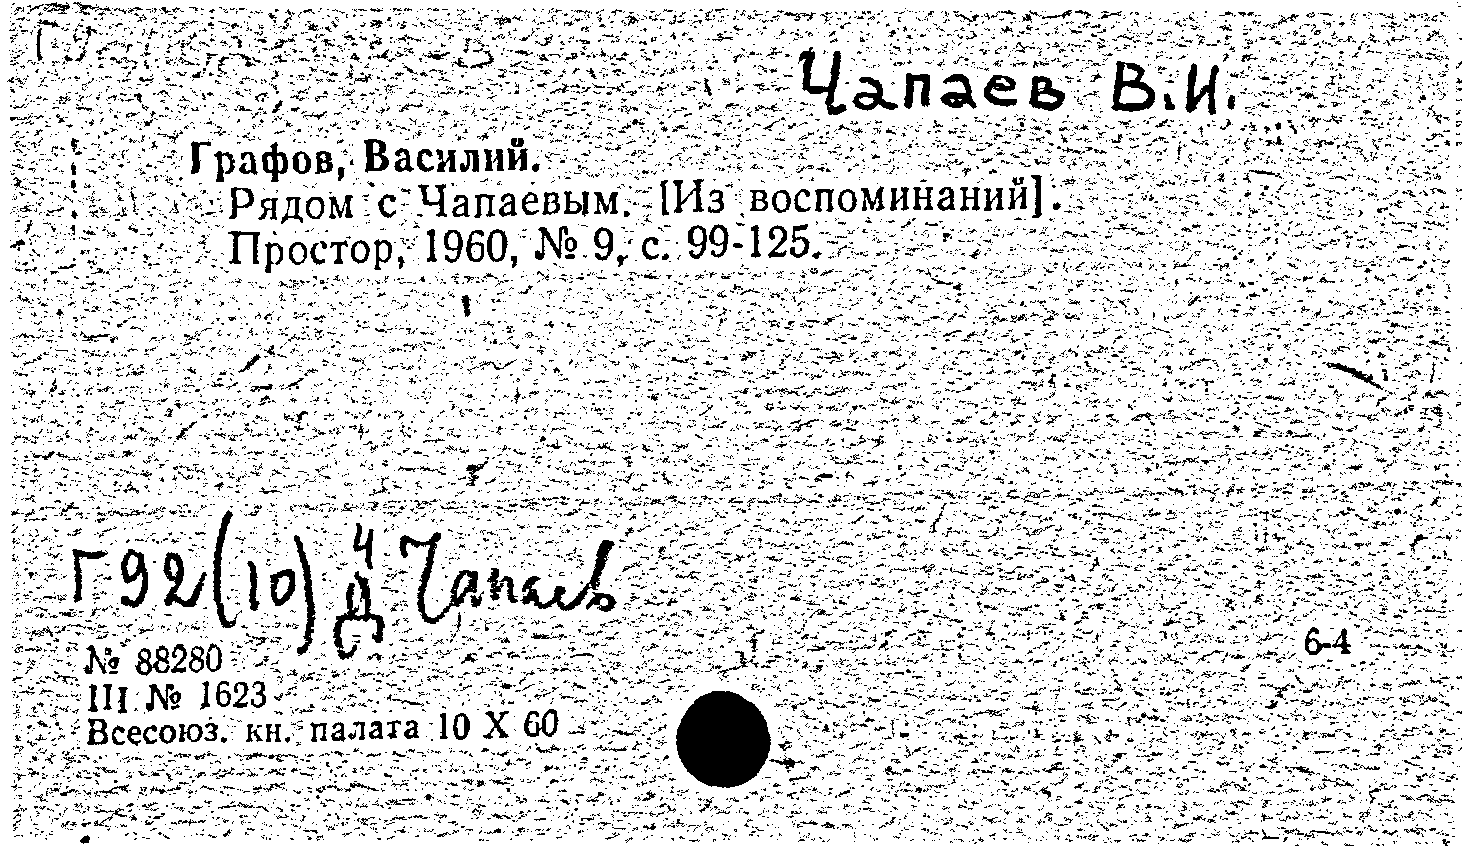 Чапаев В.И.
Графов, Василий.
Рядом с Чапаевым. [Из воспоминаний].
Простор, 1960, № 9, с. 99-125.
Г92(10) 4 Д Чапаев
6-4
№ 88280
III № 1623
Всесоюз. кн. палата 10 X 60